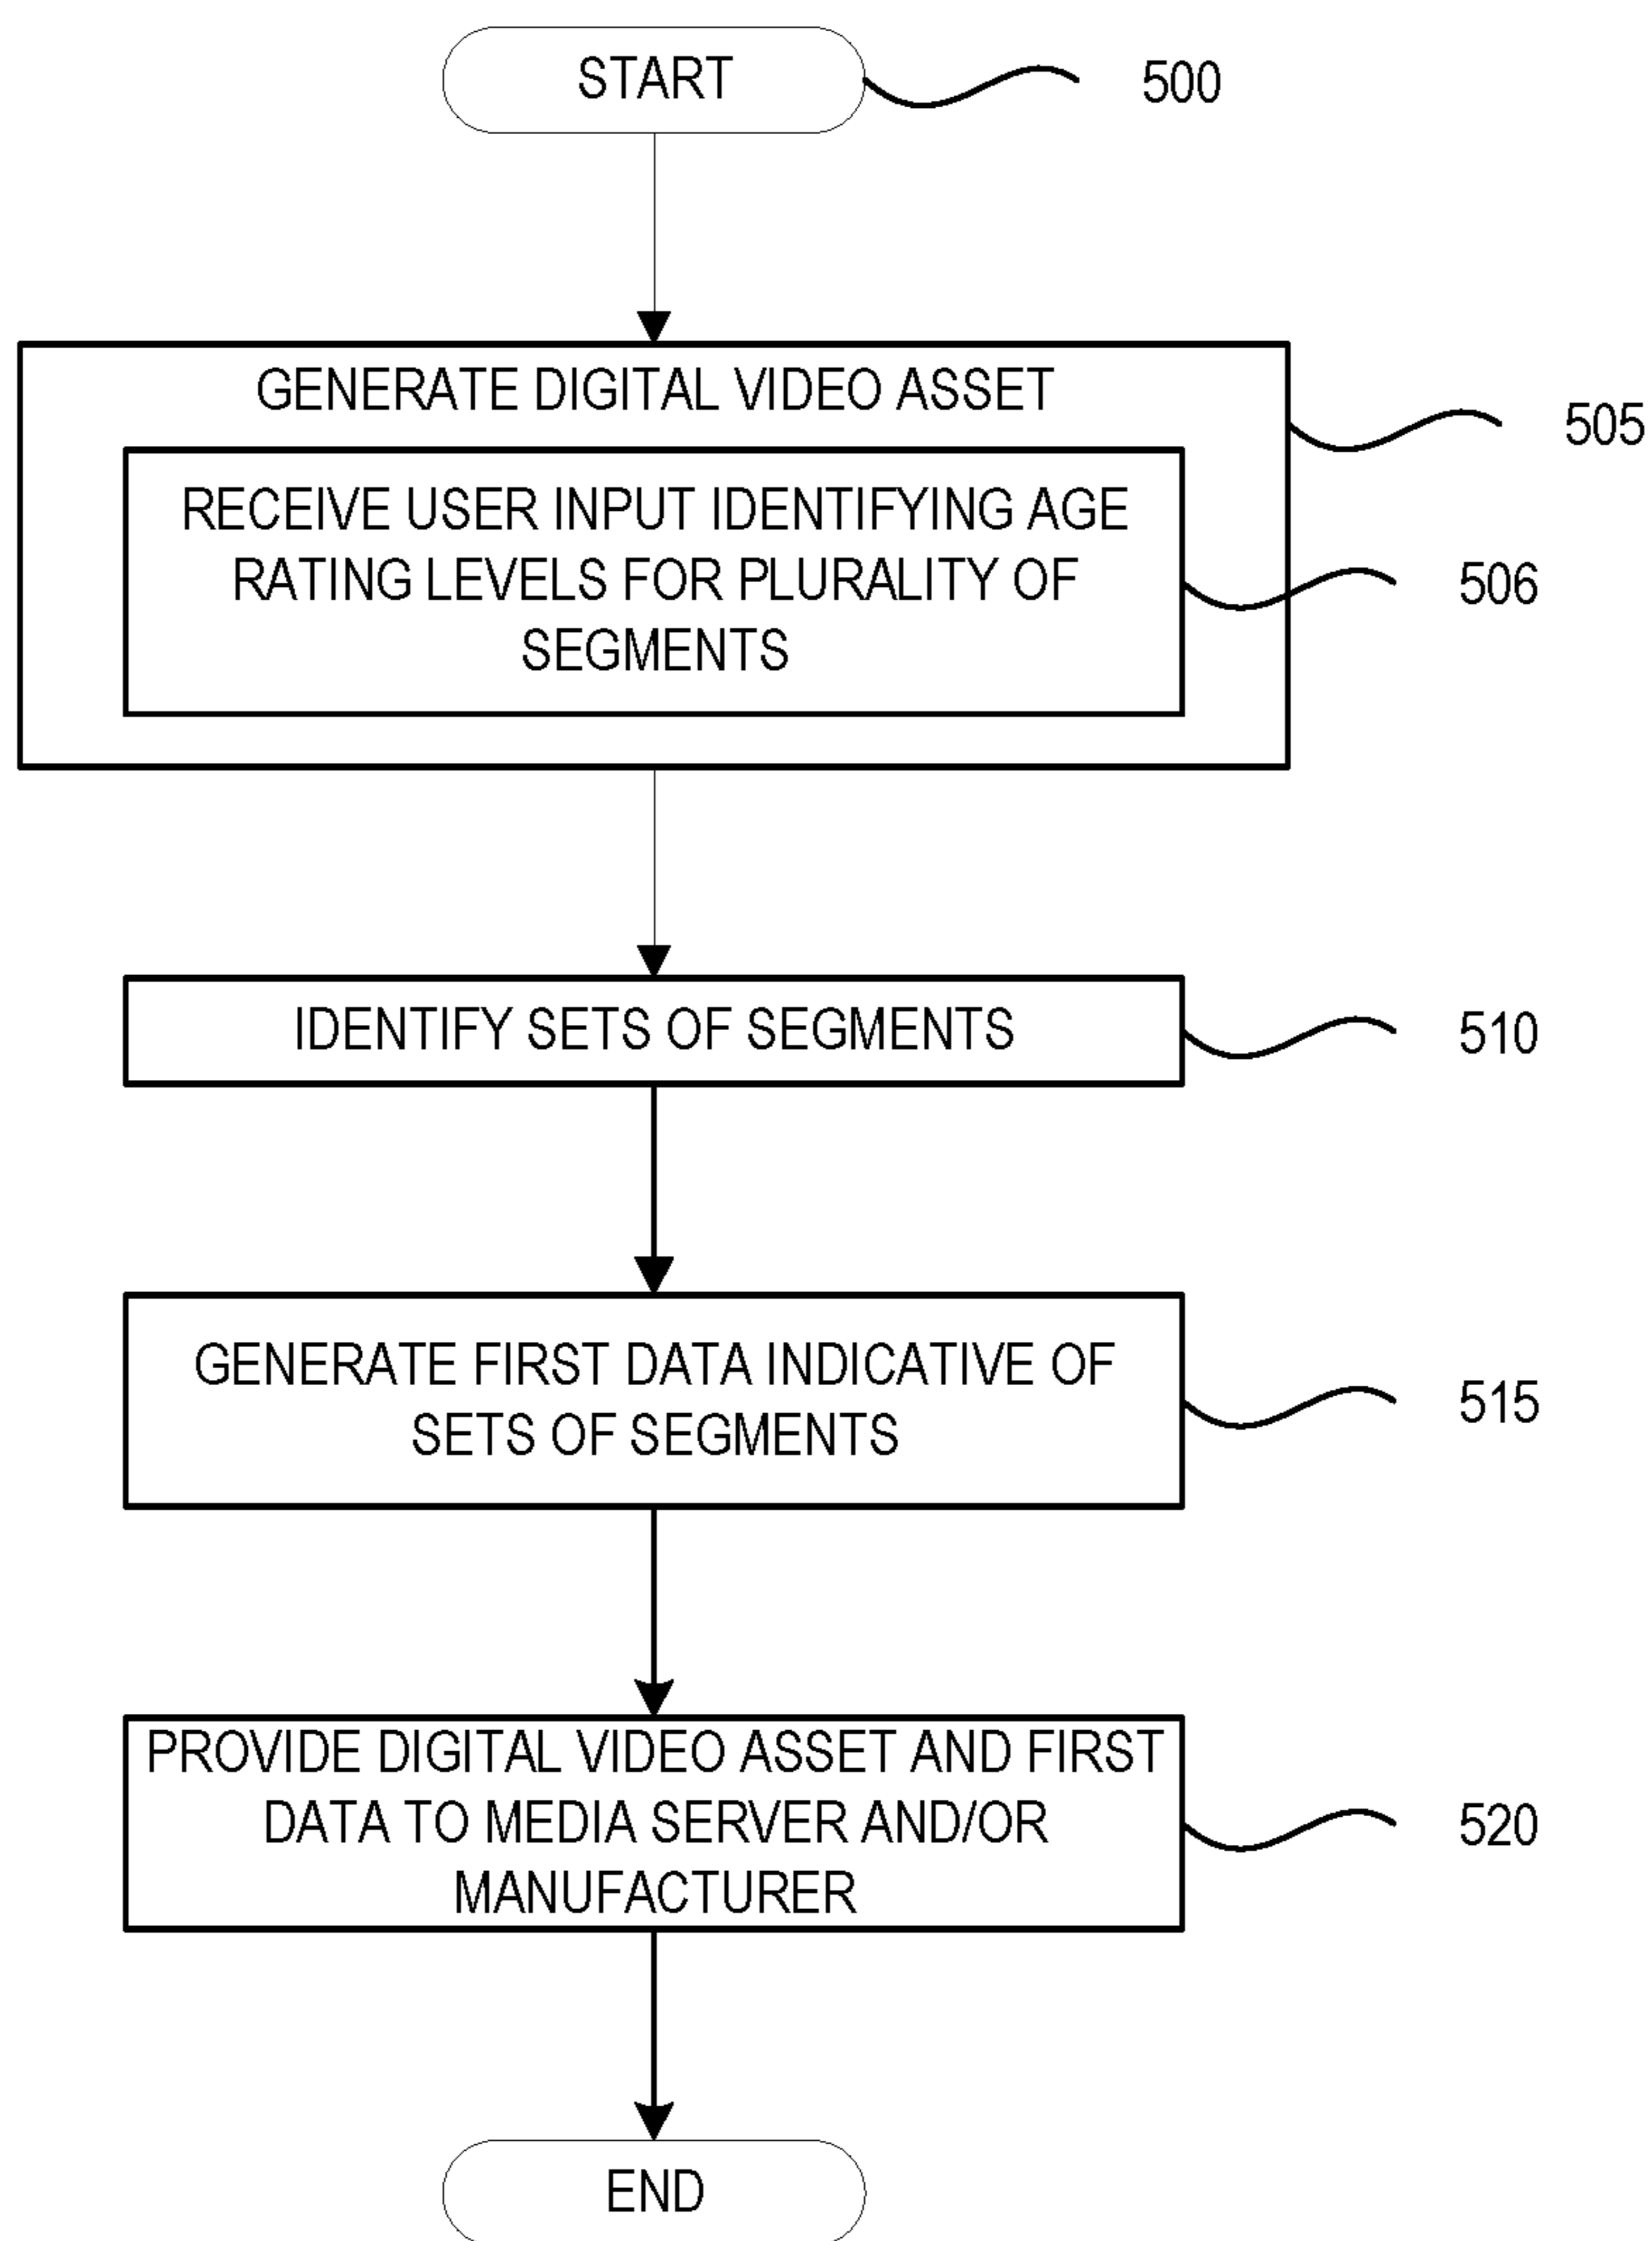 START
500
GENERATE DIGITAL VIDEO ASSET
505
RECEIVE USER INPUT IDENTIFYING AGE
RATING LEVELS FOR PLURALITY OF
SEGMENTS
506
IDENTIFY SETS OF SEGMENTS
510
GENERATE FIRST DATA INDICATIVE OF
SETS OF SEGMENTS
515
PROVIDE DIGITAL VIDEO ASSET AND FIRST
DATA TO MEDIA SERVER AND/OR
MANUFACTURER
520
END